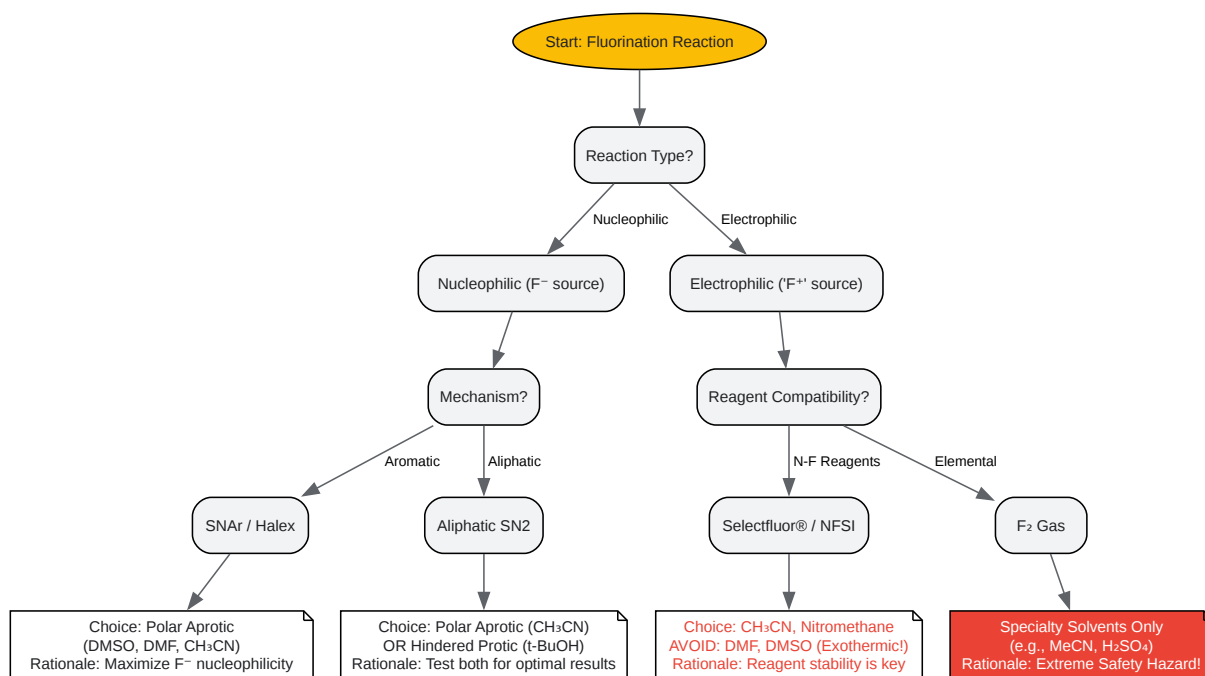 Start: Fluorination Reaction
Reaction Type?
Nucleophilic
Electrophilic
Nucleophilic (F⁻ source)
Electrophilic ('F⁺' source)
Mechanism?
Reagent Compatibility?
Aromatic
Aliphatic
N-F Reagents
Elemental
SNAr / Halex
Aliphatic SN2
Selectfluor® / NFSI
F₂ Gas
Choice: Polar Aprotic
(DMSO, DMF, CH₃CN)
Rationale: Maximize F⁻ nucleophilicity
Choice: Polar Aprotic (CH₃CN)
OR Hindered Protic (t-BuOH)
Rationale: Test both for optimal results
Choice: CH₃CN, Nitromethane
AVOID: DMF, DMSO (Exothermic!)
Rationale: Reagent stability is key
Specialty Solvents Only
(e.g., MeCN, H₂SO₄)
Rationale: Extreme Safety Hazard!